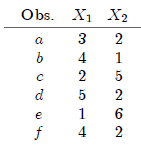 Obs. X₁ X₂
a 3 2
b 4 1
c 2 5
d 5 2
e 1 6
f 4 2